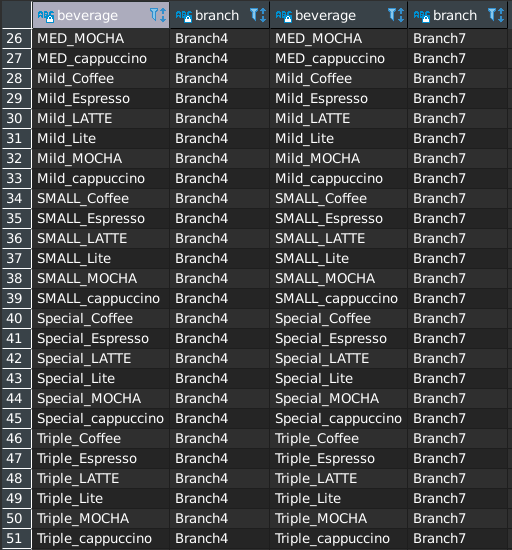 beverage branch beverage branch
26 MED_MOCHA Branch4 MED_MOCHA Branch7
27 MED_cappuccino Branch4 MED_cappuccino Branch7
28 Mild_Coffee Branch4 Mild_Coffee Branch7
29 Mild_Espresso Branch4 Mild_Espresso Branch7
30 Mild_LATTE Branch4 Mild_LATTE Branch7
31 Mild_Lite Branch4 Mild_Lite Branch7
32 Mild_MOCHA Branch4 Mild_MOCHA Branch7
33 Mild_cappuccino Branch4 Mild_cappuccino Branch7
34 SMALL_Coffee Branch4 SMALL_Coffee Branch7
35 SMALL_Espresso Branch4 SMALL_Espresso Branch7
36 SMALL_LATTE Branch4 SMALL_LATTE Branch7
37 SMALL_Lite Branch4 SMALL_Lite Branch7
38 SMALL_MOCHA Branch4 SMALL_MOCHA Branch7
39 SMALL_cappuccino Branch4 SMALL_cappuccino Branch7
40 Special_Coffee Branch4 Special_Coffee Branch7
41 Special_Espresso Branch4 Special_Espresso Branch7
42 Special_LATTE Branch4 Special_LATTE Branch7
43 Special_Lite Branch4 Special_Lite Branch7
44 Special_MOCHA Branch4 Special_MOCHA Branch7
45 Special_cappuccino Branch4 Special_cappuccino Branch7
46 Triple_Coffee Branch4 Triple_Coffee Branch7
47 Triple_Espresso Branch4 Triple_Espresso Branch7
48 Triple_LATTE Branch4 Triple_LATTE Branch7
49 Triple_Lite Branch4 Triple_Lite Branch7
50 Triple_MOCHA Branch4 Triple_MOCHA Branch7
51 Triple_cappuccino Branch4 Triple_cappuccino Branch7